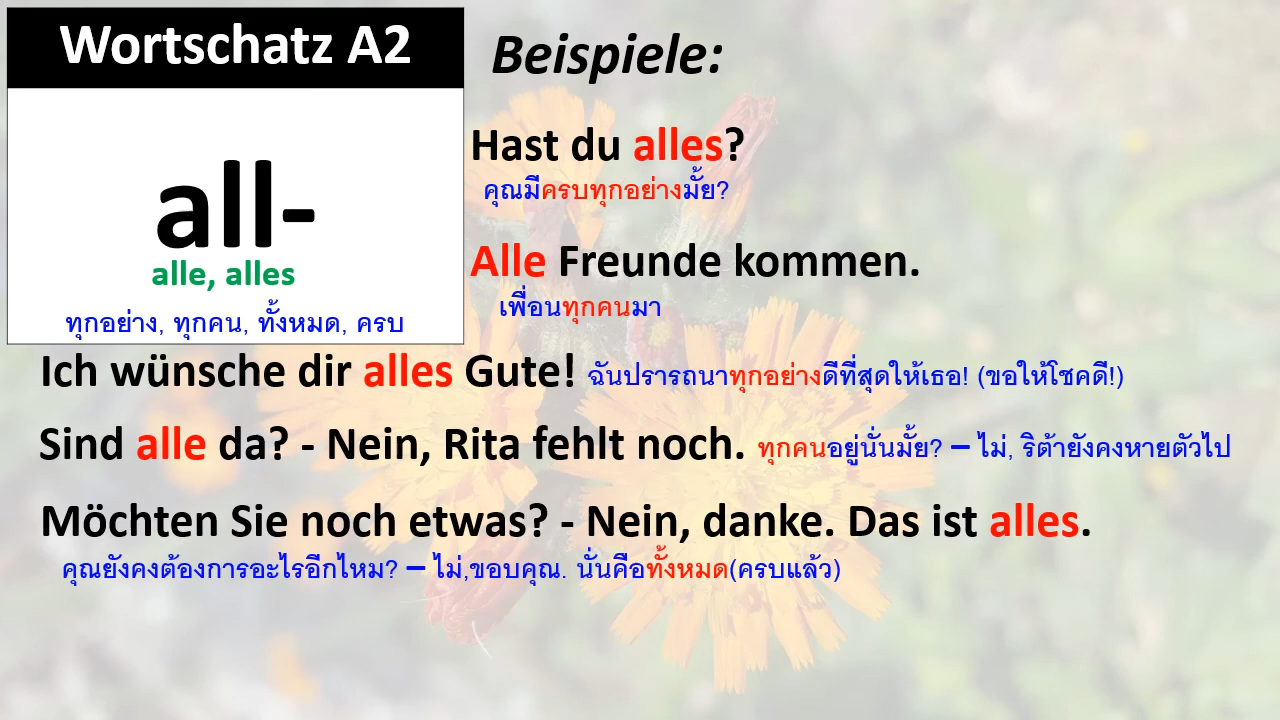 Wortschatz A2
all-
alle, alles
ทุกอย่าง, ทุกคน, ทั้งหมด, ครบ
Beispiele:
Hast du alles?
คุณมีครบทุกอย่างมั้ย?
Alle Freunde kommen.
เพื่อนทุกคนมา
Ich wünsche dir alles Gute! ฉันปรารถนาทุกอย่างดีที่สุดให้เธอ! (ขอให้โชคดี!)
Sind alle da? - Nein, Rita fehlt noch. ทุกคนอยู่นั่นมั้ย? – ไม่, ริต้ายังคงหายตัวไป
Möchten Sie noch etwas? - Nein, danke. Das ist alles.
คุณยังคงต้องการอะไรอีกไหม? – ไม่,ขอบคุณ. นั่นคือทั้งหมด(ครบแล้ว)